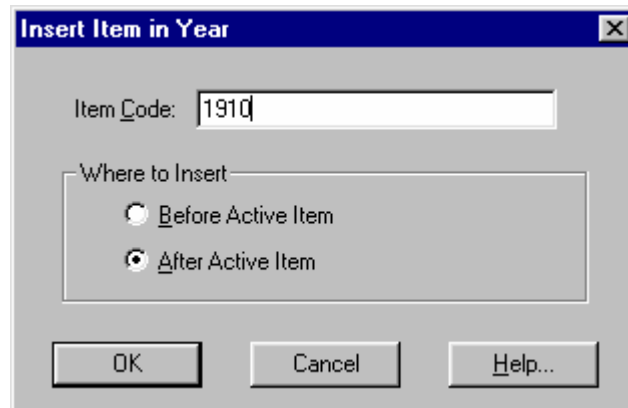 Insert Item in Year
Item Code: 1910
Where to Insert
Before Active Item
After Active Item
OK Cancel Help...